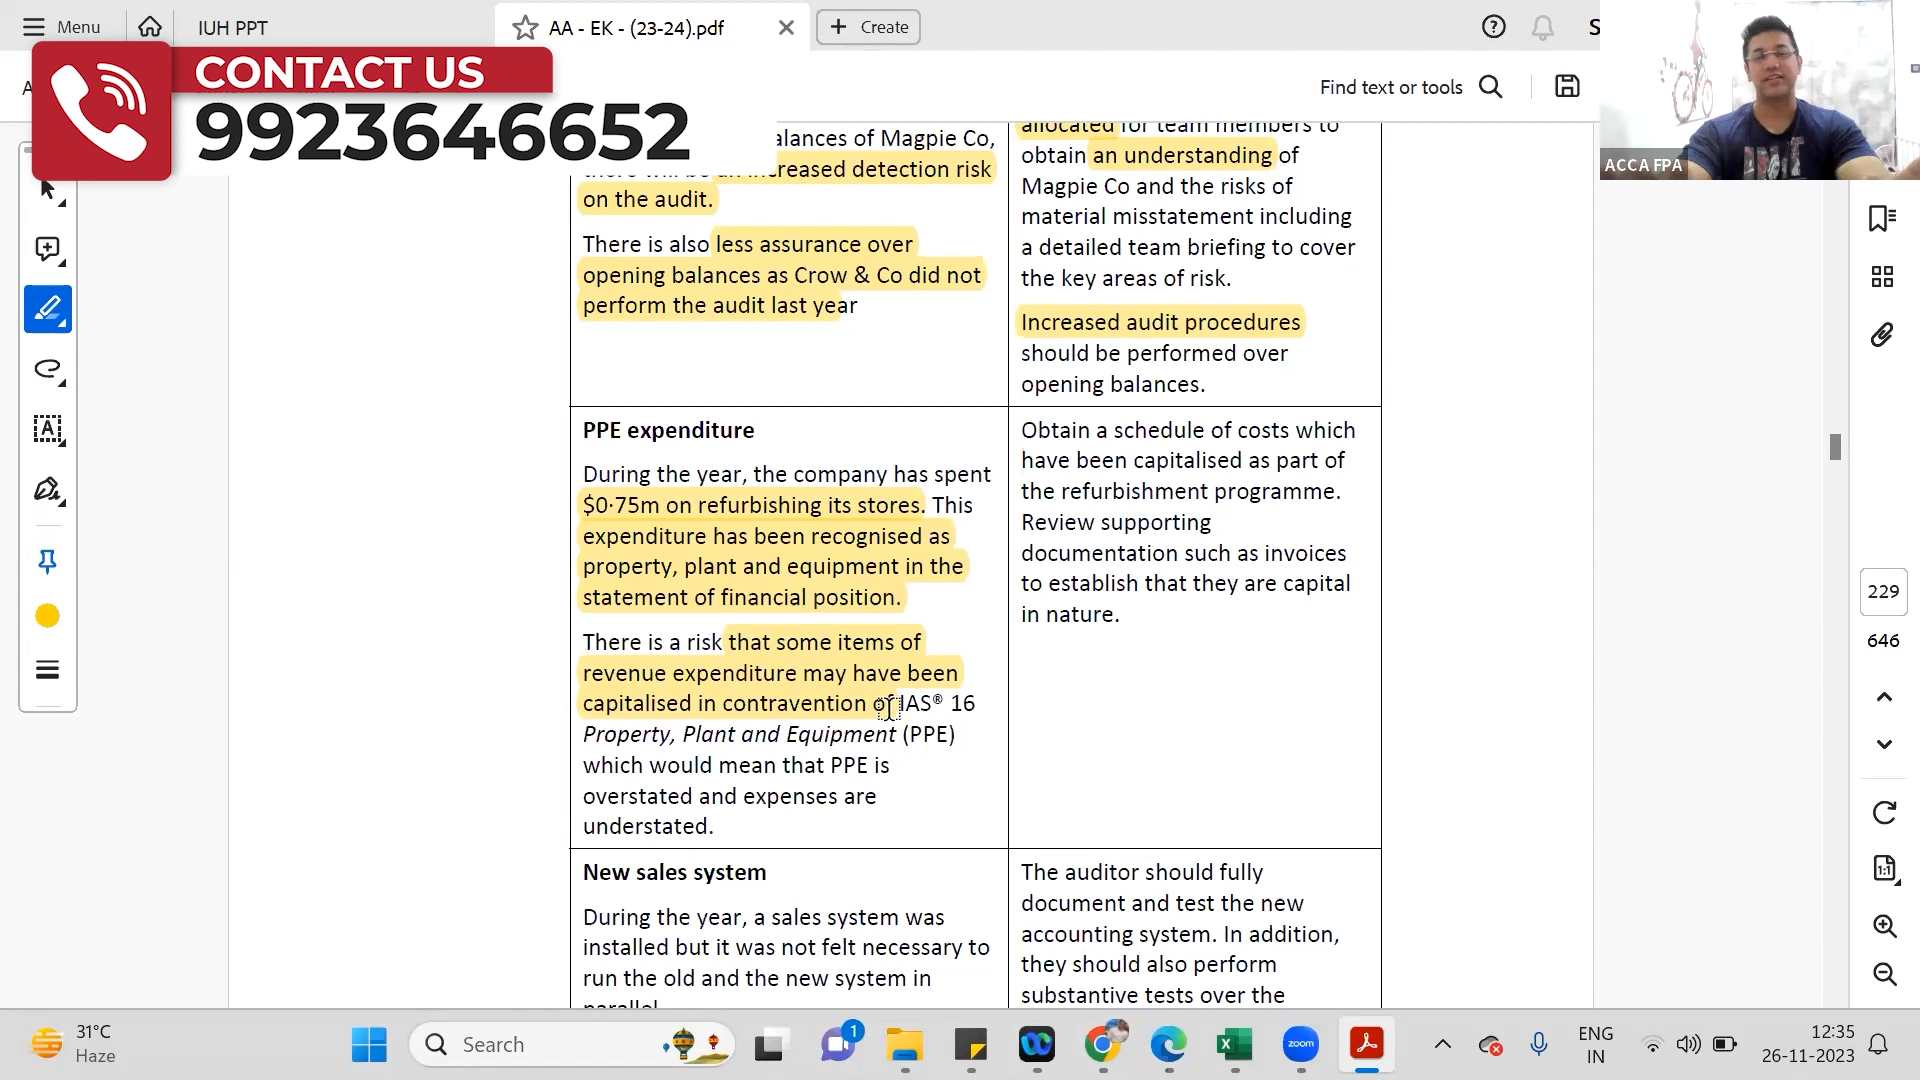 Menu
IUH PPT
AA - EK - (23-24).pdf
Create
S
CONTACT US
9923646652
Find text or tools
ACCA FPA
alances of Magpie Co,
increased detection risk
on the audit.
There is also less assurance over
opening balances as Crow & Co did not
perform the audit last year
allocated for team members to
obtain an understanding of
Magpie Co and the risks of
material misstatement including
a detailed team briefing to cover
the key areas of risk.
Increased audit procedures
should be performed over
opening balances.
PPE expenditure
During the year, the company has spent
$0·75m on refurbishing its stores. This
expenditure has been recognised as
property, plant and equipment in the
statement of financial position.
There is a risk that some items of
revenue expenditure may have been
capitalised in contravention of IAS® 16
Property, Plant and Equipment (PPE)
which would mean that PPE is
overstated and expenses are
understated.
Obtain a schedule of costs which
have been capitalised as part of
the refurbishment programme.
Review supporting
documentation such as invoices
to establish that they are capital
in nature.
New sales system
During the year, a sales system was
installed but it was not felt necessary to
run the old and the new system in
parallel
The auditor should fully
document and test the new
accounting system. In addition,
they should also perform
substantive tests over the
229
646
1:1
31°C
Haze
Search
1
zoom
ENG
IN
12:35
26-11-2023